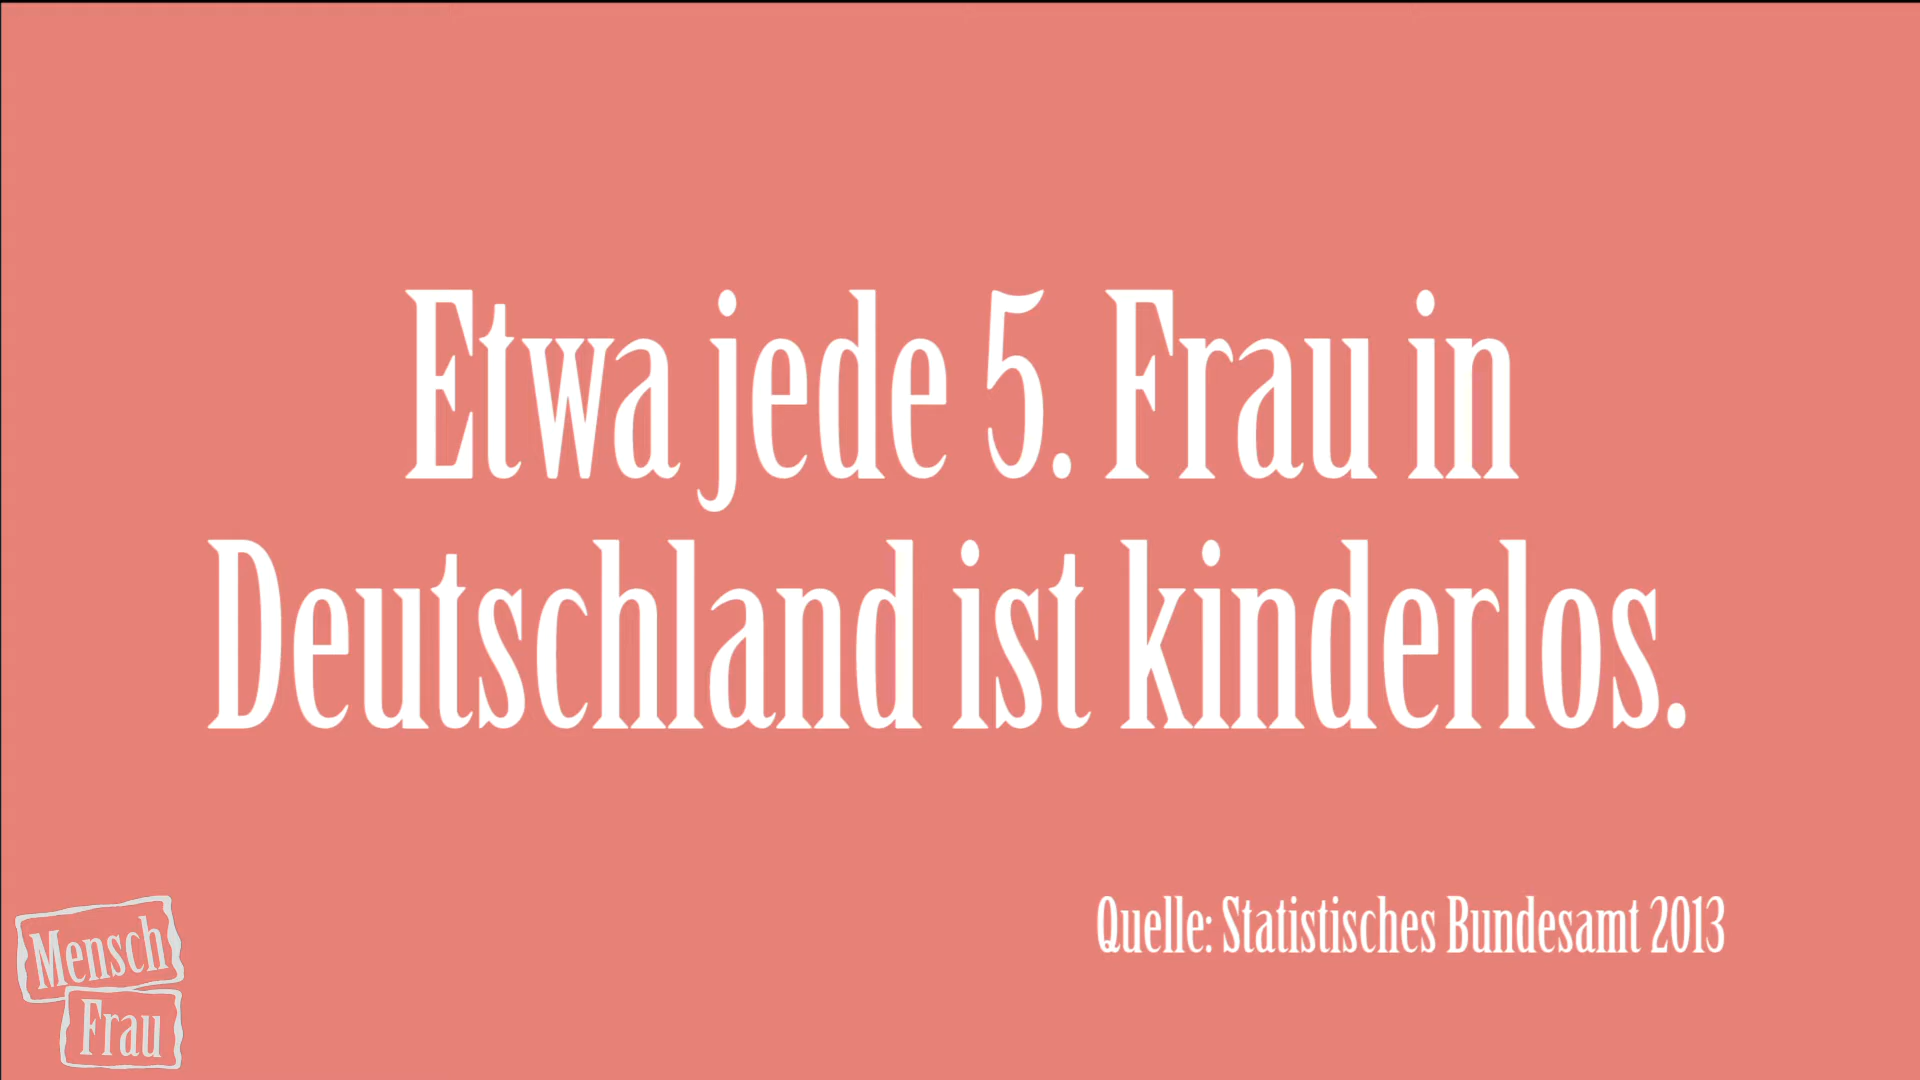 Etwa jede 5. Frau in
Deutschland ist kinderlos.
Quelle: Statistisches Bundesamt 2013
Mensch
Frau